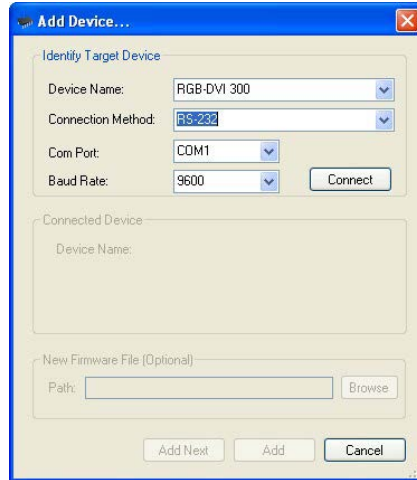 Add Device...
Identify Target Device
Device Name: RGB-DVI 300
Connection Method: RS-232
Com Port: COM1
Baud Rate: 9600 Connect
Connected Device
Device Name:
New Firmware File (Optional)
Path: Browse
Add Next Add Cancel